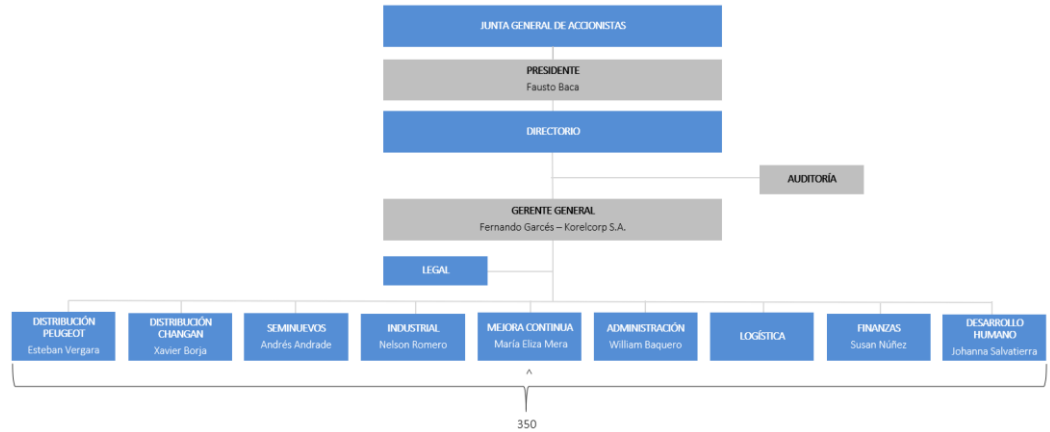 JUNTA GENERAL DE ACCIONISTAS
PRESIDENTE
Fausto Baca
DIRECTORIO
AUDITORÍA
GERENTE GENERAL
Fernando Garcés – Korelcorp S.A.
LEGAL
DISTRIBUCIÓN
PEUGEOT
Esteban Vergara
DISTRIBUCIÓN
CHANGAN
Xavier Borja
SEMINUEVOS
Andrés Andrade
INDUSTRIAL
Nelson Romero
MEJORA CONTINUA
María Eliza Mera
ADMINISTRACIÓN
William Baquero
LOGÍSTICA
FINANZAS
Susan Núñez
DESARROLLO
HUMANO
Johanna Salvatierra
350